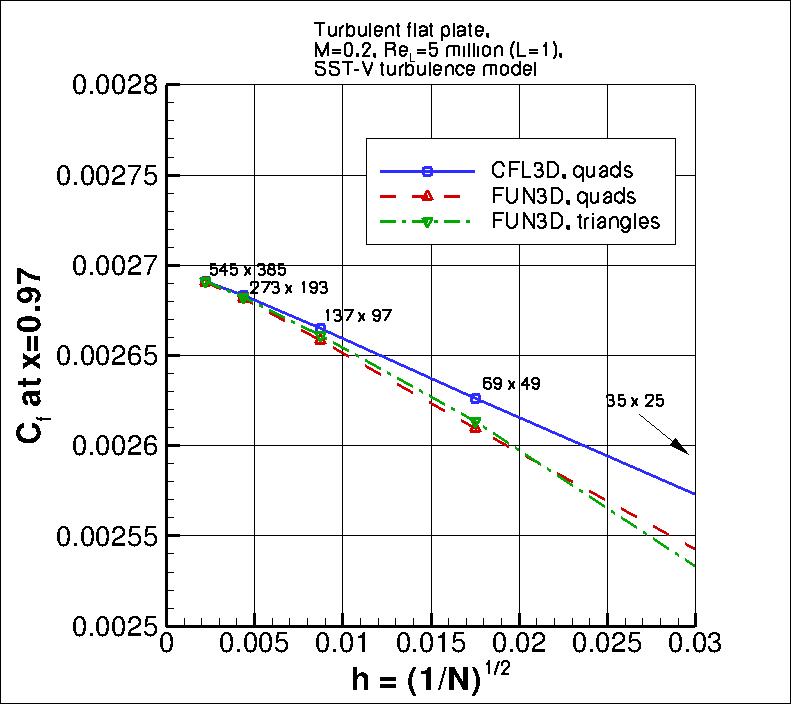 Turbulent flat plate,
M=0.2, Re_L=5 million (L=1),
SST-V turbulence model
0.0028
0.00275
0.0027
0.00265
0.0026
0.00255
0.0025
C_f at x=0.97
CFL3D, quads
FUN3D, quads
FUN3D, triangles
545 x 385
273 x 193
137 x 97
69 x 49
35 x 25
0 0.005 0.01 0.015 0.02 0.025 0.03
h = (1/N)^1/2